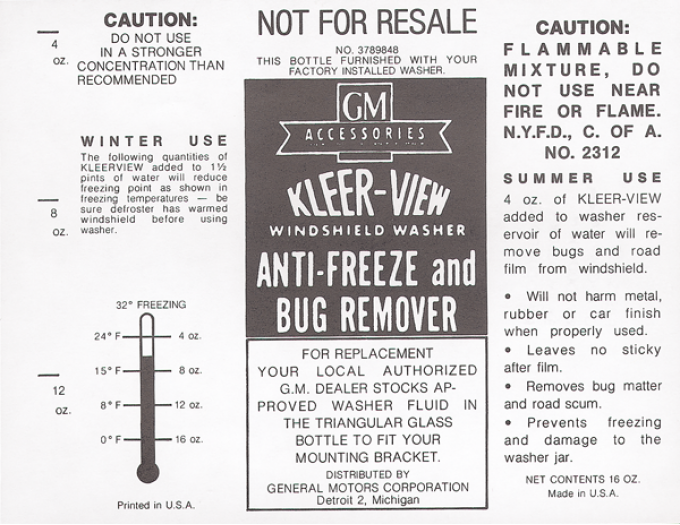 4
oz.
8
oz.
12
oz.
CAUTION:
DO NOT USE
IN A STRONGER
CONCENTRATION THAN
RECOMMENDED
WINTER USE
The following quantities of
KLEERVIEW added to 1½
pints of water will reduce
freezing point as shown in
freezing temperatures — be
sure defroster has warmed
windshield before using
washer.
32° FREEZING
24° F 4 oz.
15° F 8 oz.
8° F 12 oz.
0° F 16 oz.
Printed in U.S.A.
NOT FOR RESALE
NO. 3789848
THIS BOTTLE FURNISHED WITH YOUR
FACTORY INSTALLED WASHER.
GM
ACCESSORIES
KLEER-VIEW
WINDSHIELD WASHER
ANTI-FREEZE and
BUG REMOVER
FOR REPLACEMENT
YOUR LOCAL AUTHORIZED
G.M. DEALER STOCKS AP-
PROVED WASHER FLUID IN
THE TRIANGULAR GLASS
BOTTLE TO FIT YOUR
MOUNTING BRACKET.
DISTRIBUTED BY
GENERAL MOTORS CORPORATION
Detroit 2, Michigan
CAUTION:
FLAMMABLE
MIXTURE, DO
NOT USE NEAR
FIRE OR FLAME.
N.Y.F.D., C. OF A.
NO. 2312
SUMMER USE
4 oz. of KLEER-VIEW
added to washer res-
ervoir of water will re-
move bugs and road
film from windshield.
• Will not harm metal,
rubber or car finish
when properly used.
• Leaves no sticky
after film.
• Removes bug matter
and road scum.
• Prevents freezing
and damage to the
washer jar.
NET CONTENTS 16 OZ.
Made in U.S.A.